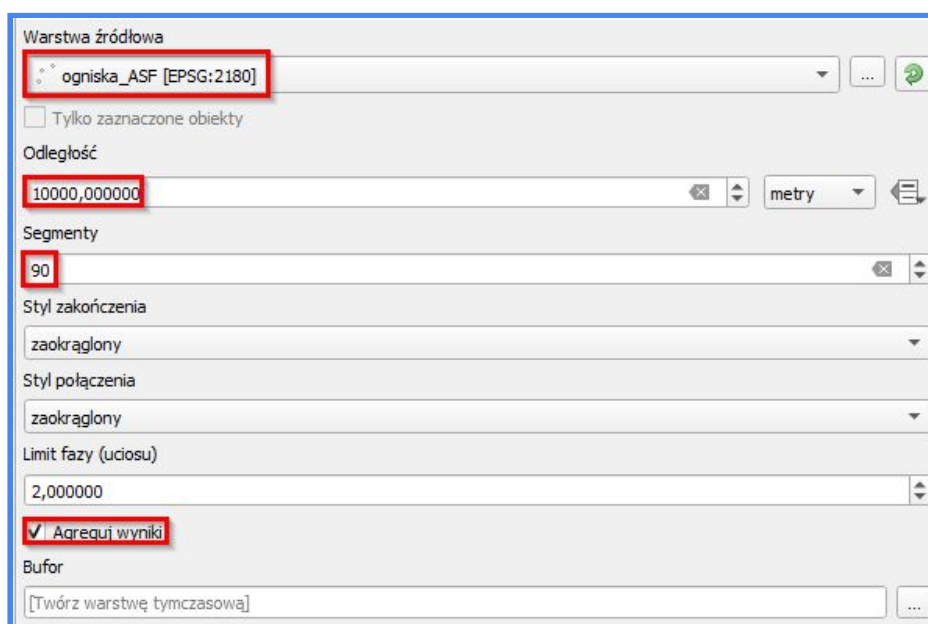 Warstwa źródłowa
ogniska_ASF [EPSG:2180]
...
Tylko zaznaczone obiekty
Odległość
10000,000000
metry
Segmenty
90
Styl zakończenia
zaokrąglony
Styl połączenia
zaokrąglony
Limit fazy (uciosu)
2,000000
Agreguj wyniki
Bufor
[Twórz warstwę tymczasową]
...